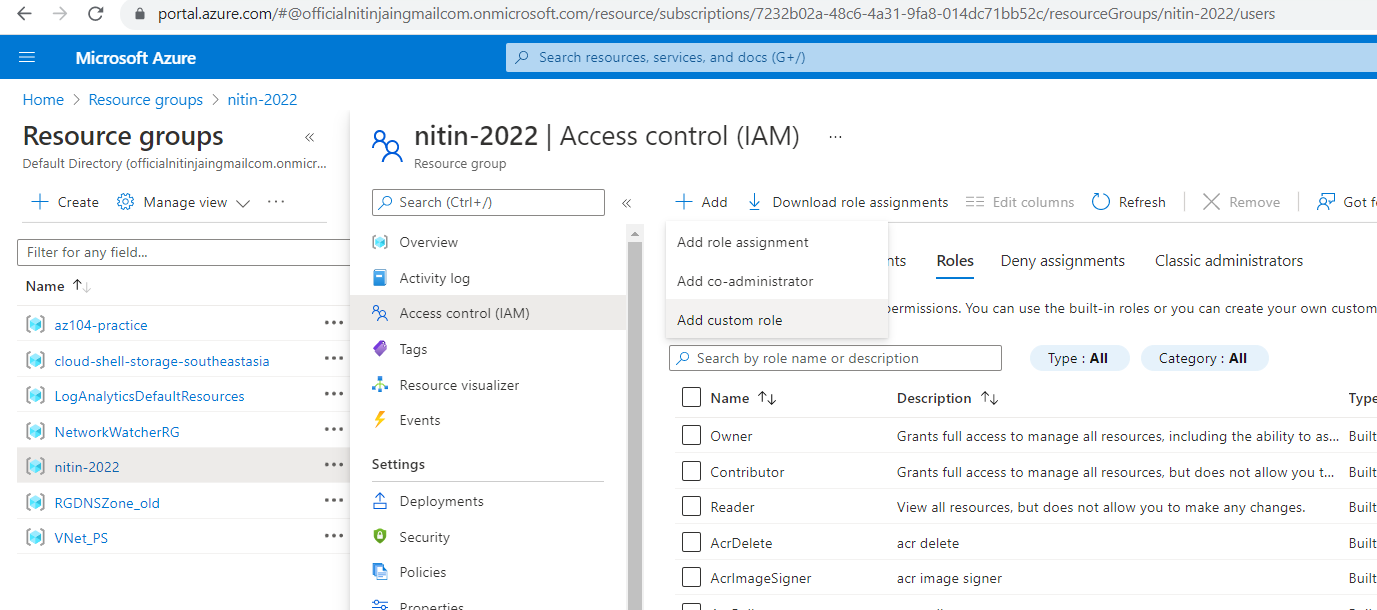 portal.azure.com/#@officialnitinjaingmailcom.onmicrosoft.com/resource/subscriptions/7232b02a-48c6-4a31-9fa8-014dc71bb52c/resourceGroups/nitin-2022/users
Microsoft Azure
Search resources, services, and docs (G+/)
Home > Resource groups > nitin-2022
Resource groups «
Default Directory (officialnitinjaingmailcom.onmicr...
+ Create Manage view ...
Filter for any field...
Name ↑↓
az104-practice ...
cloud-shell-storage-southeastasia ...
LogAnalyticsDefaultResources ...
NetworkWatcherRG ...
nitin-2022 ...
RGDNSZone_old ...
VNet_PS ...
nitin-2022 | Access control (IAM) ...
Resource group
Search (Ctrl+/) «
Overview
Activity log
Access control (IAM)
Tags
Resource visualizer
Events
Settings
Deployments
Security
Policies
Properties
+ Add Download role assignments Edit columns Refresh Remove Got f
Add role assignment
Add co-administrator
Add custom role
nts Roles Deny assignments Classic administrators
permissions. You can use the built-in roles or you can create your own custom
Search by role name or description Type : All Category : All
Name ↑↓ Description ↑↓ Type
Owner Grants full access to manage all resources, including the ability to as... Built
Contributor Grants full access to manage all resources, but does not allow you t... Built
Reader View all resources, but does not allow you to make any changes. Built
AcrDelete acr delete Built
AcrImageSigner acr image signer Built